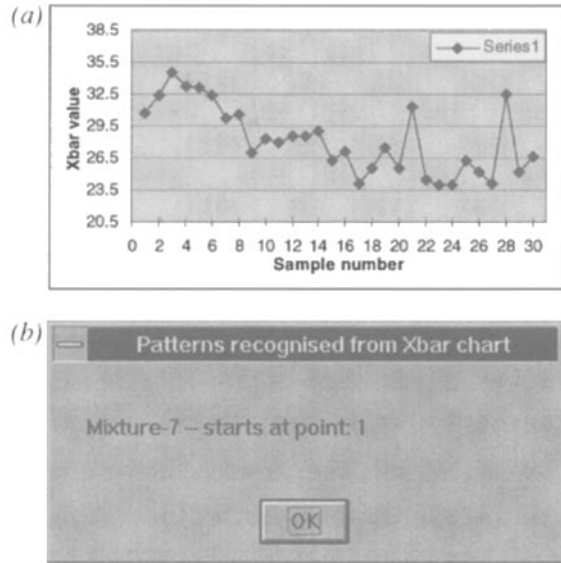 (a)
38.5
35.5
32.5
29.5
26.5
23.5
20.5
Xbar value
Series1
0 2 4 6 8 10 12 14 16 18 20 22 24 26 28 30
Sample number
(b)
Patterns recognised from Xbar chart
Mixture-7 – starts at point: 1
OK